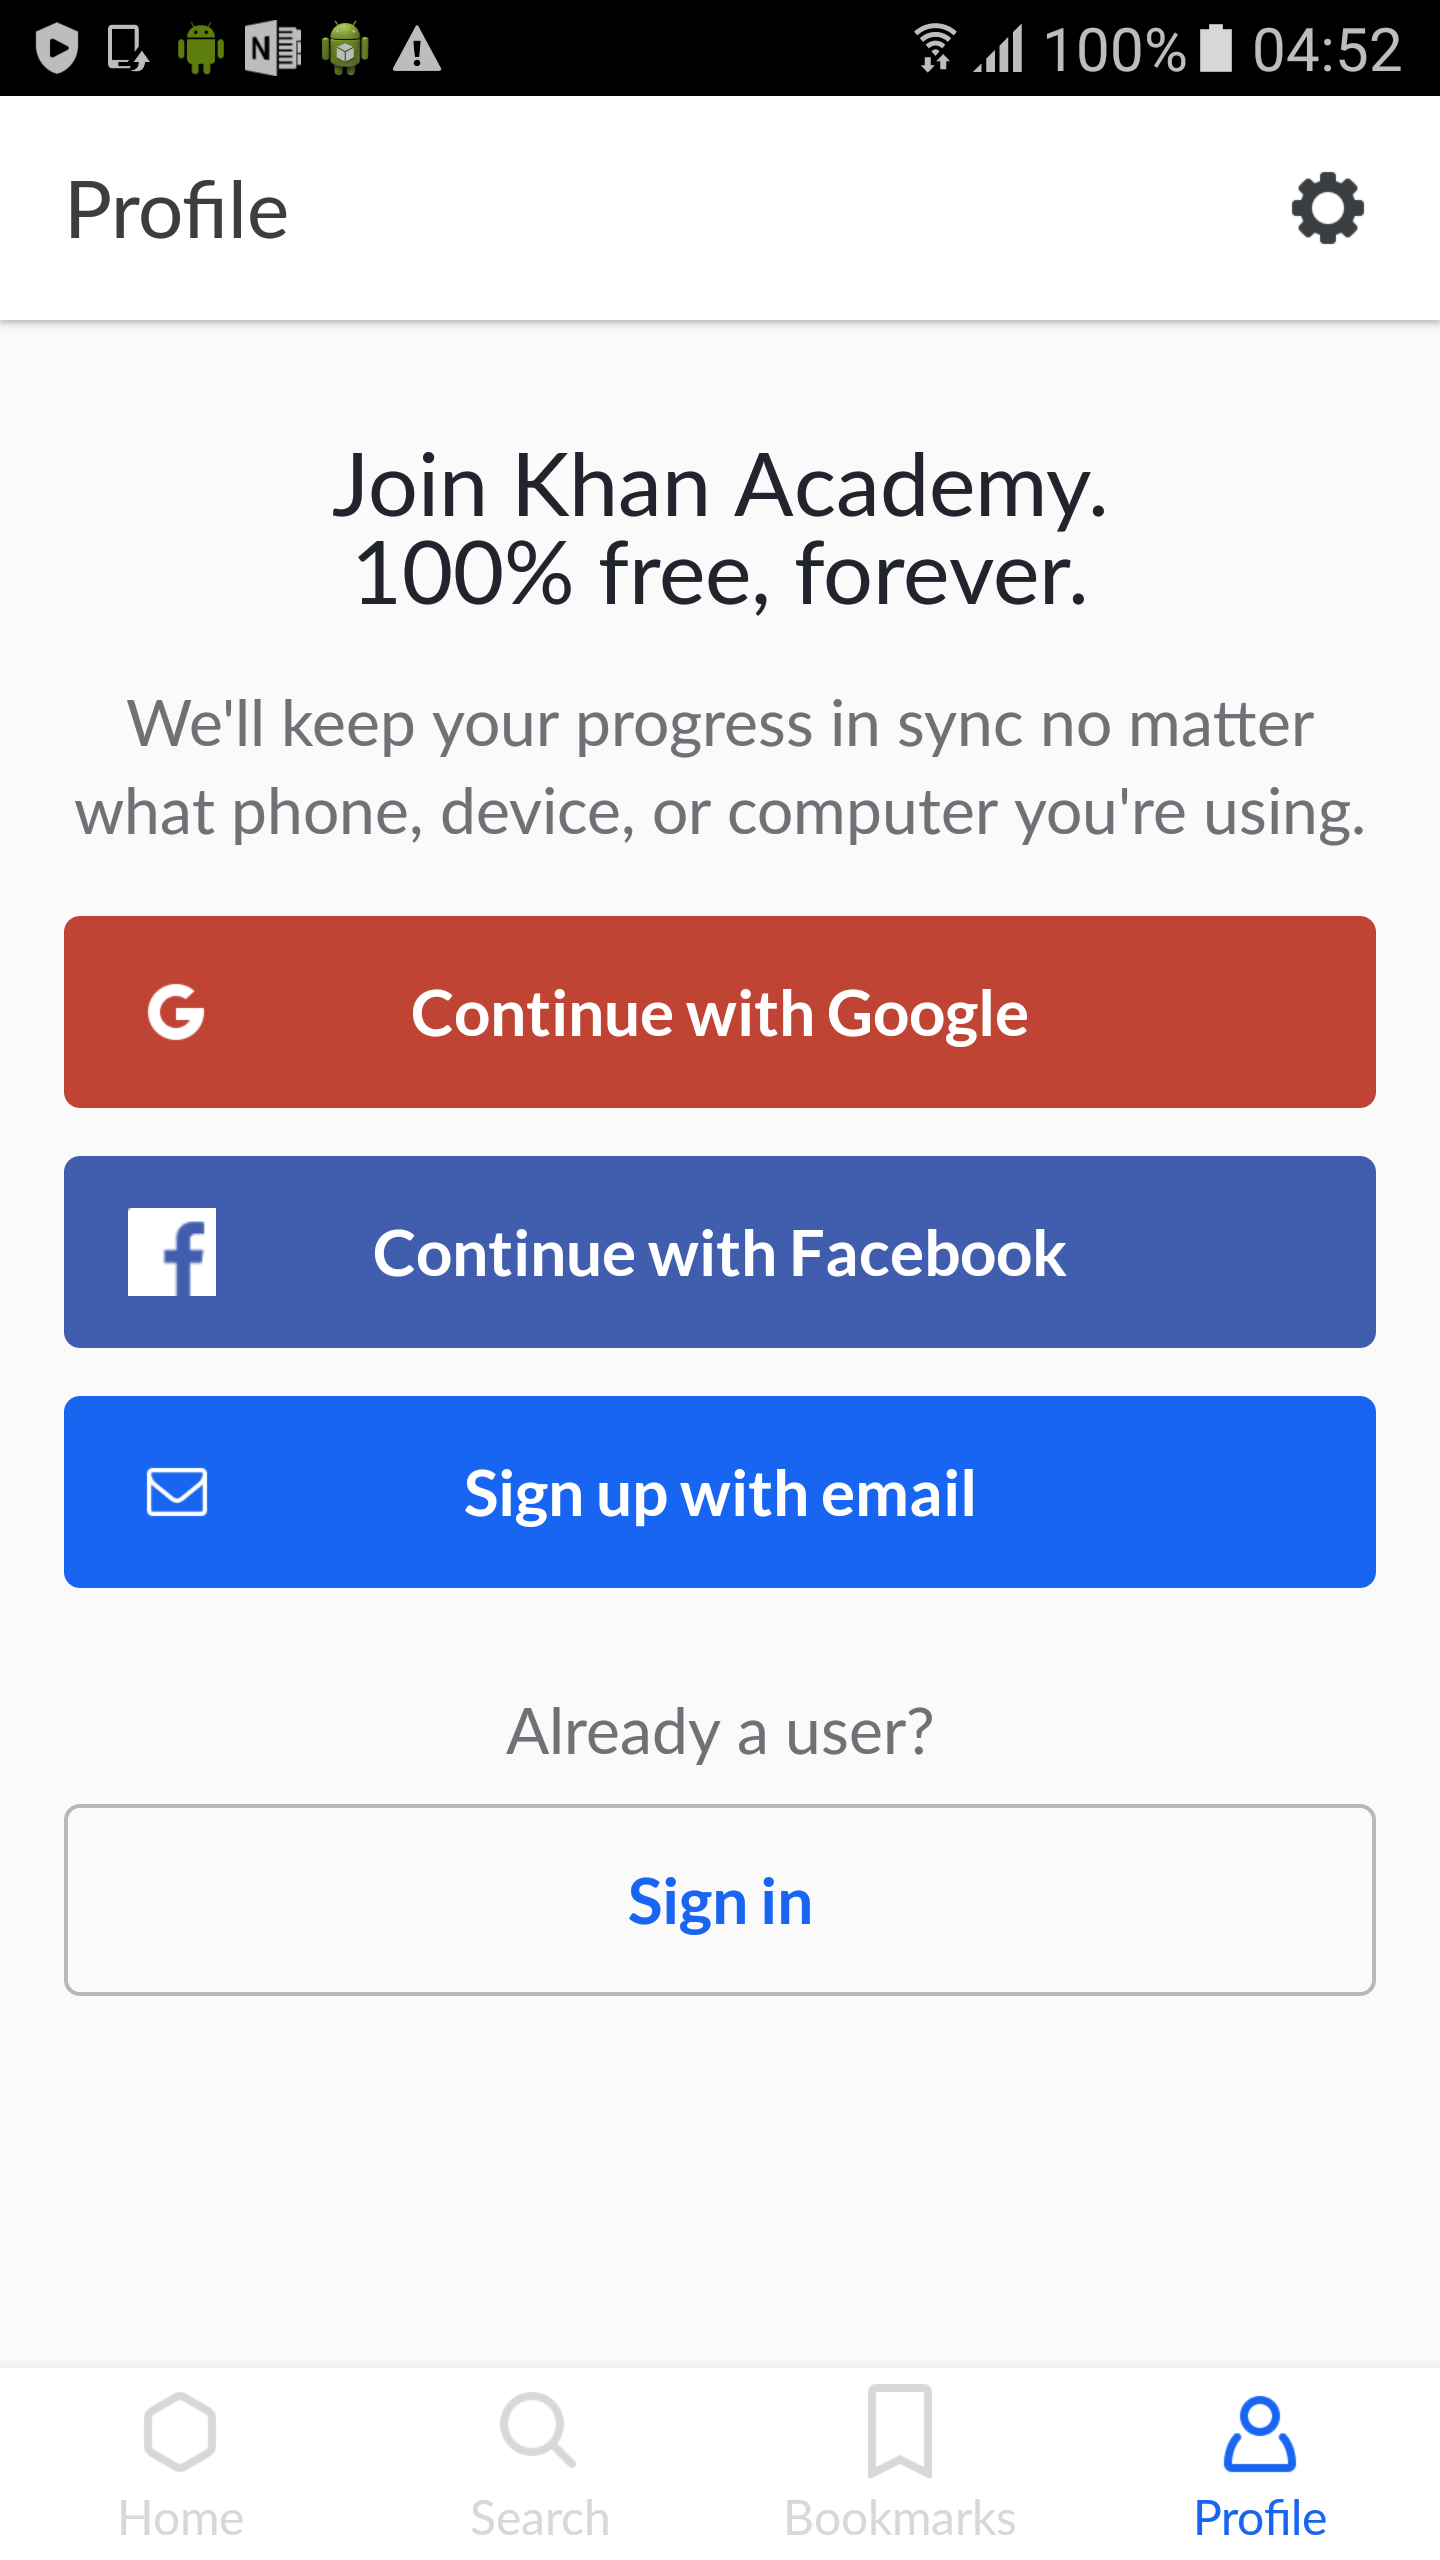 100% 04:52
Profile
Join Khan Academy.
100% free, forever.
We'll keep your progress in sync no matter
what phone, device, or computer you're using.
Continue with Google
Continue with Facebook
Sign up with email
Already a user?
Sign in
Home Search Bookmarks Profile